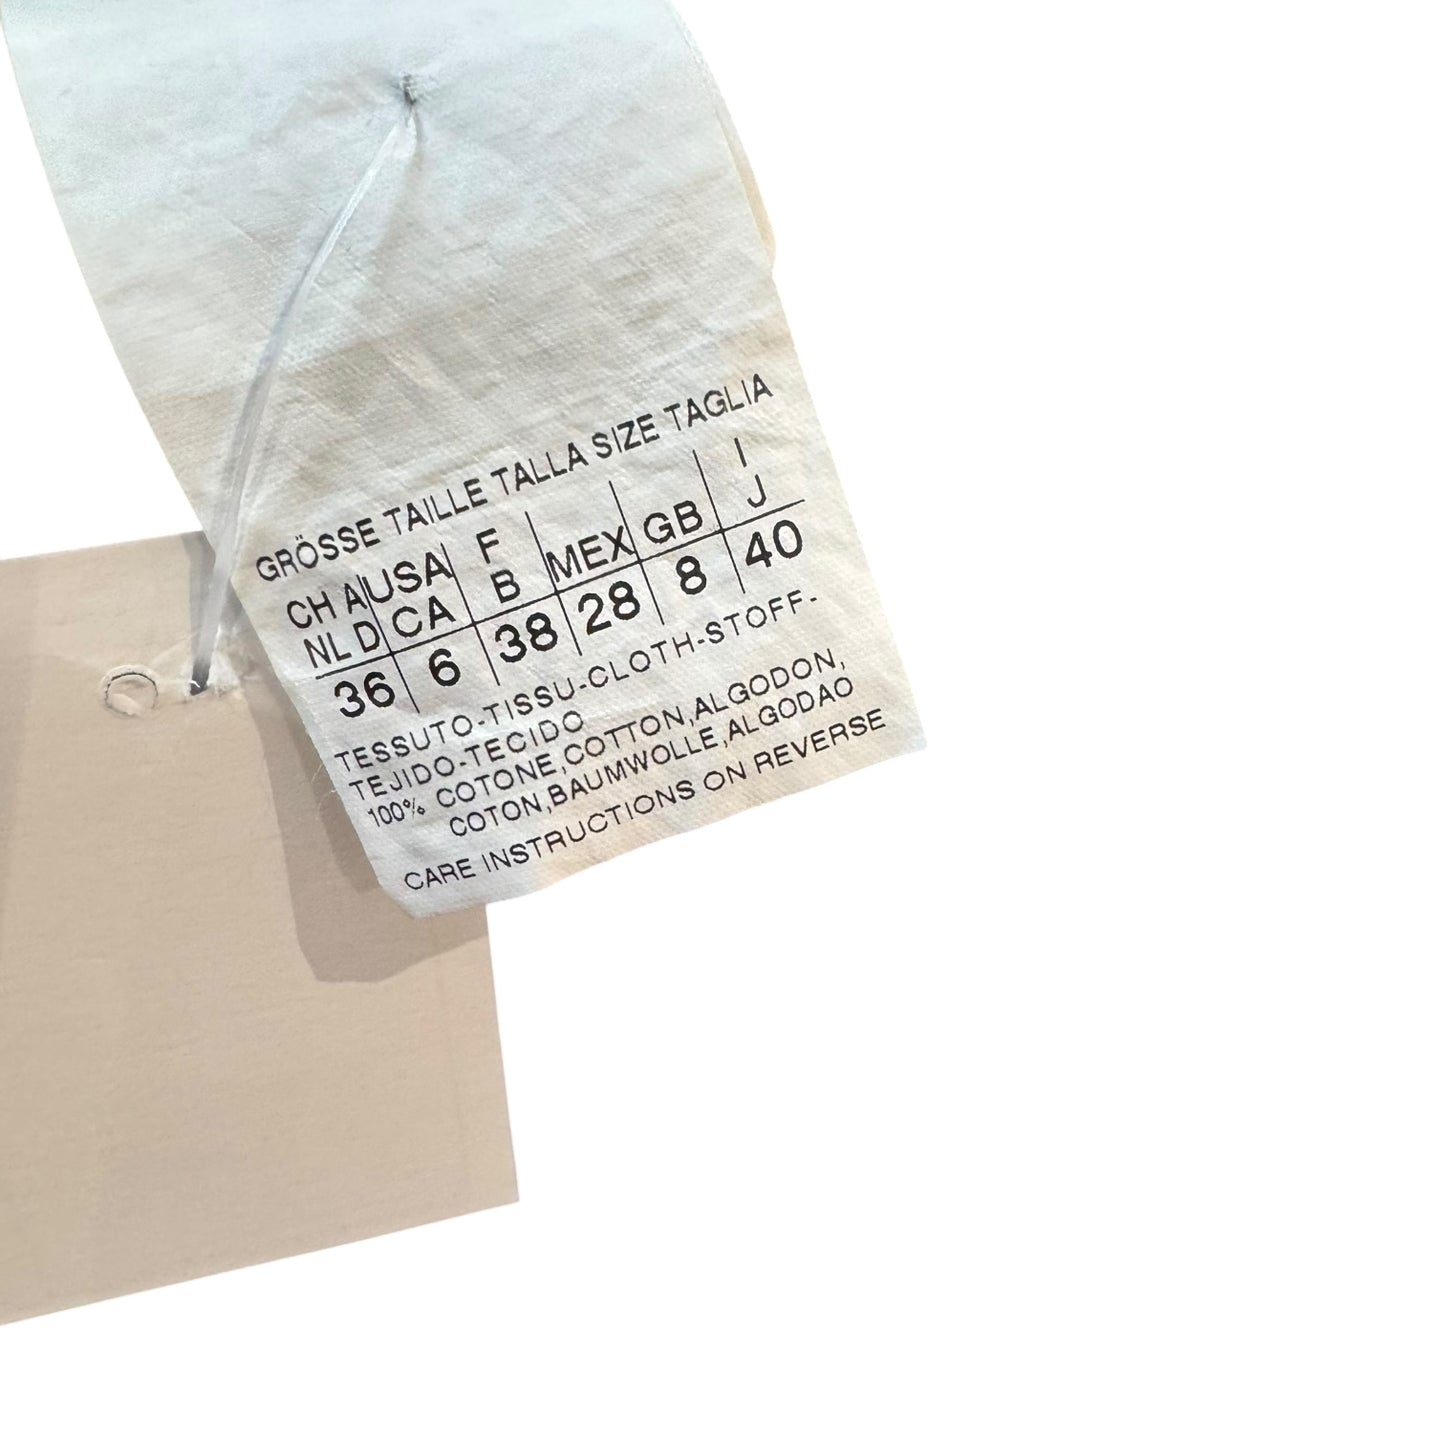 GRÖSSE TAILLE TALLA SIZE TAGLIA
CH A USA F MEX GB I
NL D CA B J
36 6 38 28 8 40
TESSUTO-TISSU-CLOTH-STOFF-
TEJIDO-TECIDO
100% COTONE,COTTON,ALGODON,
COTON,BAUMWOLLE,ALGODAO
CARE INSTRUCTIONS ON REVERSE